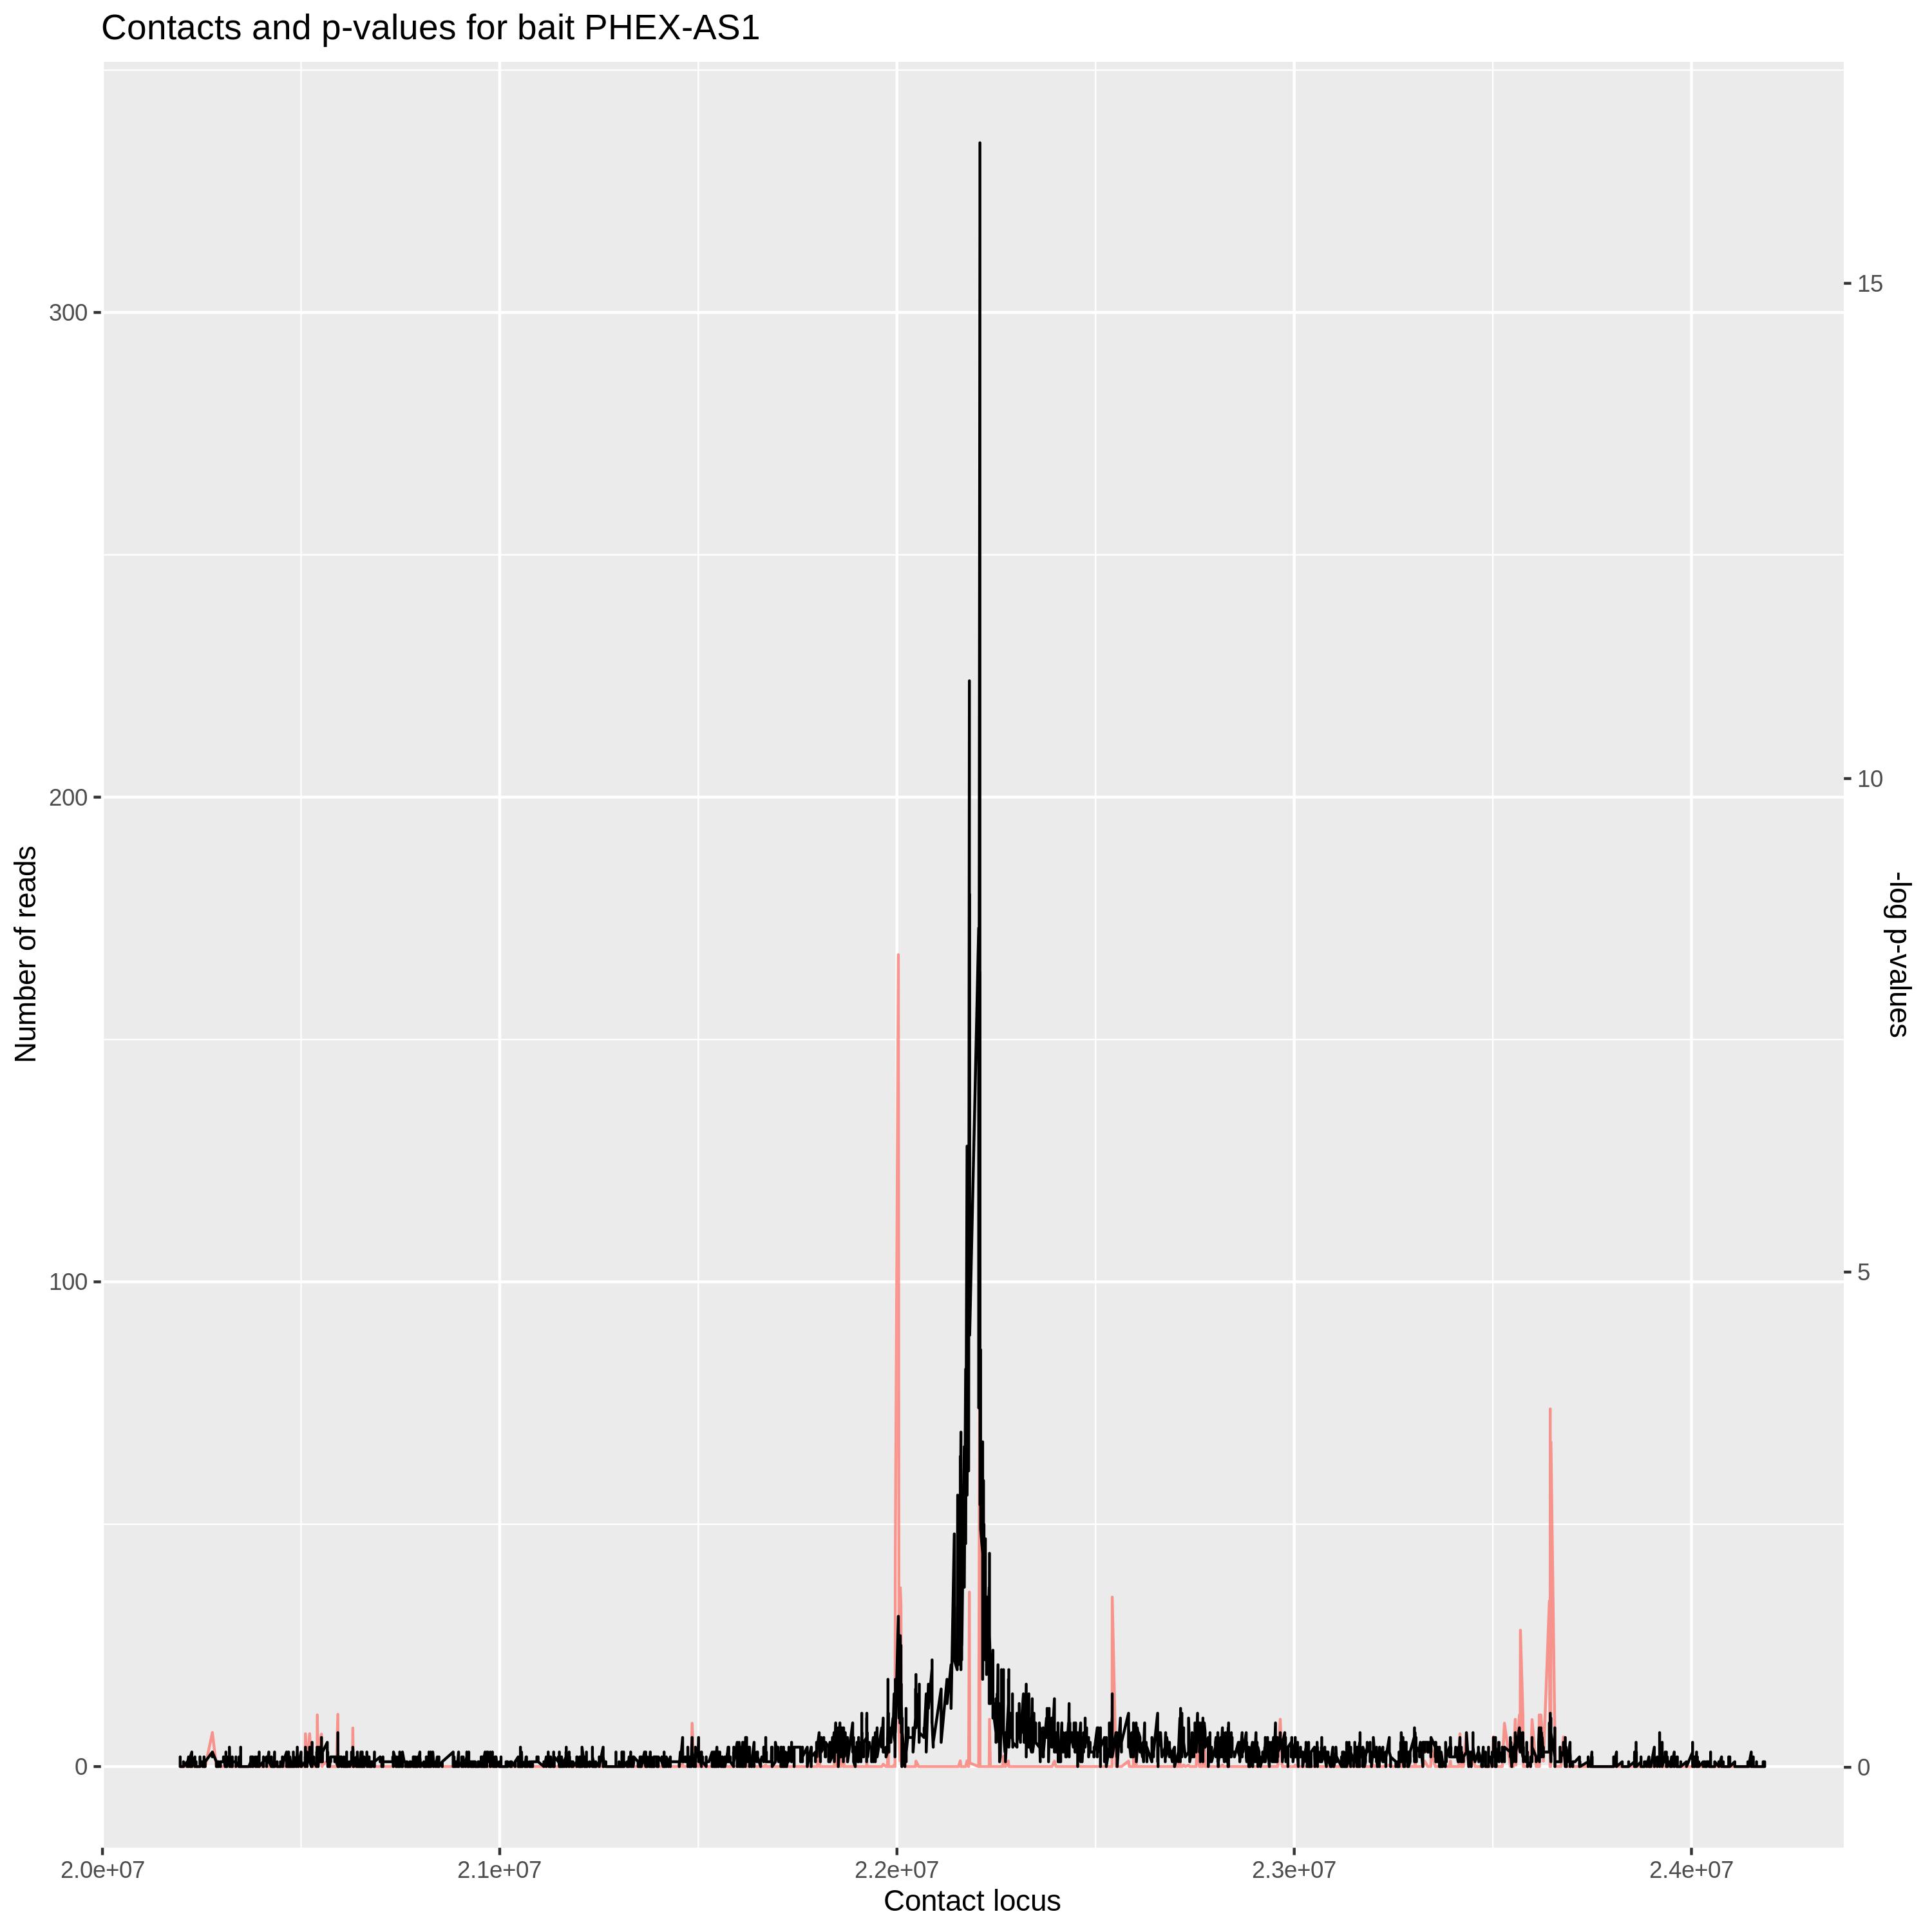 Contacts and p-values for bait PHEX-AS1
Number of reads
300
200
100
0
15
10
5
0
-log p-values
2.0e+07
2.1e+07
2.2e+07
2.3e+07
2.4e+07
Contact locus